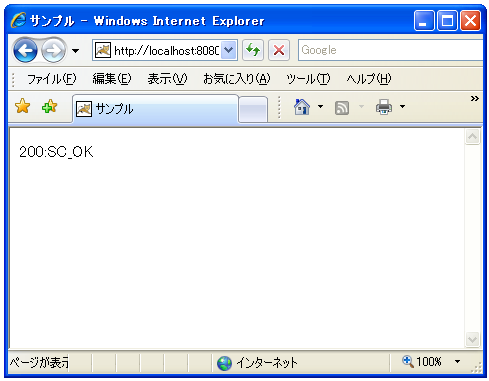 サンプル - Windows Internet Explorer
http://localhost:8080
Google
ファイル(F) 編集(E) 表示(V) お気に入り(A) ツール(T) ヘルプ(H)
サンプル
»
200:SC_OK
ページが表示 インターネット 100%